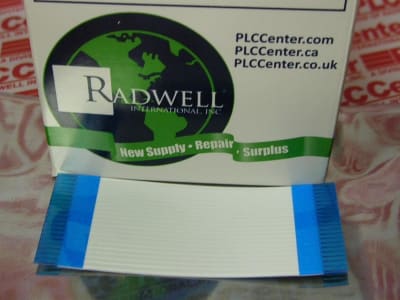 PLCCenter.com
PLCCenter.ca
PLCCenter.co.uk
RADWELL
INTERNATIONAL, INC
New Supply • Repair • Surplus